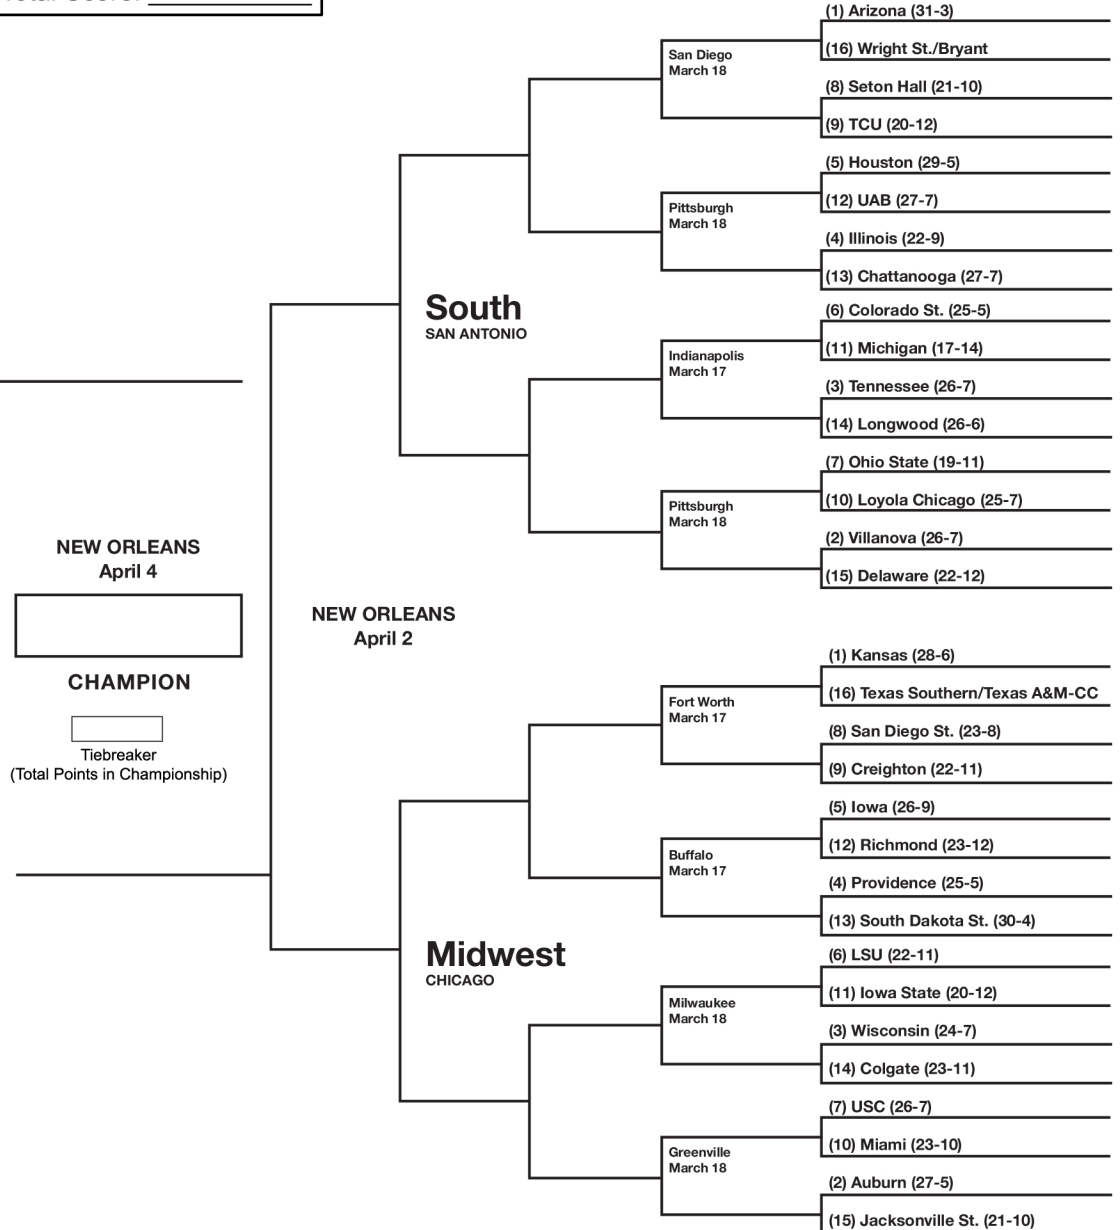 (1) Arizona (31-3)
San Diego
March 18
(16) Wright St./Bryant
(8) Seton Hall (21-10)
(9) TCU (20-12)
(5) Houston (29-5)
Pittsburgh
March 18
(12) UAB (27-7)
(4) Illinois (22-9)
(13) Chattanooga (27-7)
South
SAN ANTONIO
(6) Colorado St. (25-5)
Indianapolis
March 17
(11) Michigan (17-14)
(3) Tennessee (26-7)
(14) Longwood (26-6)
(7) Ohio State (19-11)
Pittsburgh
March 18
(10) Loyola Chicago (25-7)
(2) Villanova (26-7)
(15) Delaware (22-12)
NEW ORLEANS
April 4
CHAMPION
Tiebreaker
(Total Points in Championship)
NEW ORLEANS
April 2
(1) Kansas (28-6)
Fort Worth
March 17
(16) Texas Southern/Texas A&M-CC
(8) San Diego St. (23-8)
(9) Creighton (22-11)
(5) Iowa (26-9)
Buffalo
March 17
(12) Richmond (23-12)
(4) Providence (25-5)
(13) South Dakota St. (30-4)
Midwest
CHICAGO
(6) LSU (22-11)
Milwaukee
March 18
(11) Iowa State (20-12)
(3) Wisconsin (24-7)
(14) Colgate (23-11)
(7) USC (26-7)
Greenville
March 18
(10) Miami (23-10)
(2) Auburn (27-5)
(15) Jacksonville St. (21-10)